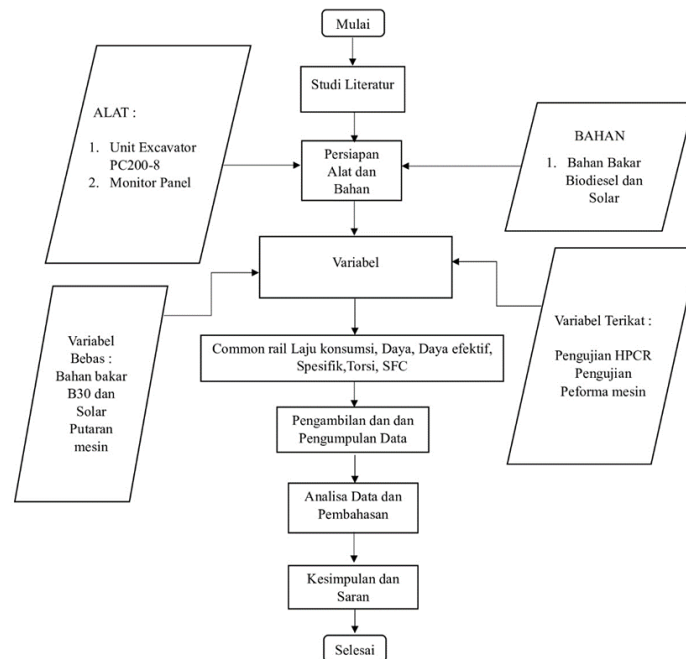 Mulai
Studi Literatur
ALAT :
1. Unit Excavator
PC200-8
2. Monitor Panel
Persiapan
Alat dan
Bahan
BAHAN
1. Bahan Bakar
Biodiesel dan
Solar
Variabel
Variabel
Bebas :
Bahan bakar
B30 dan
Solar
Putaran
mesin
Variabel Terikat :
Pengujian HPCR
Pengujian
Peforma mesin
Common rail Laju konsumsi, Daya, Daya efektif,
Spesifik,Torsi, SFC
Pengambilan dan dan
Pengumpulan Data
Analisa Data dan
Pembahasan
Kesimpulan dan
Saran
Selesai